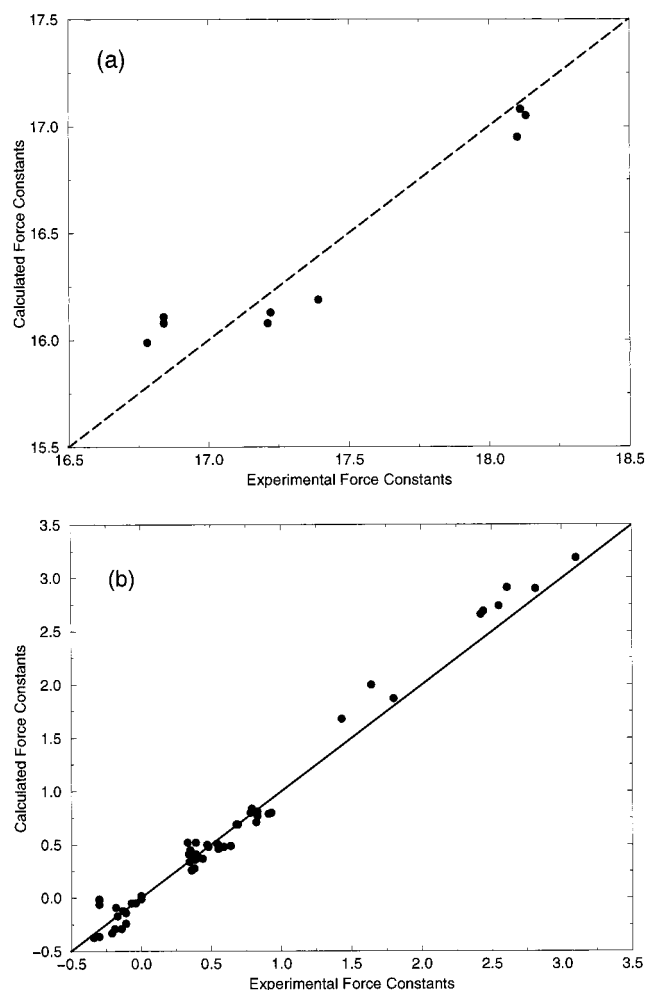 (a)
17.5
17.0
16.5
16.0
15.5
Calculated Force Constants
16.5 17.0 17.5 18.0 18.5
Experimental Force Constants
(b)
3.5
3.0
2.5
2.0
1.5
1.0
0.5
0.0
−0.5
Calculated Force Constants
−0.5 0.0 0.5 1.0 1.5 2.0 2.5 3.0 3.5
Experimental Force Constants